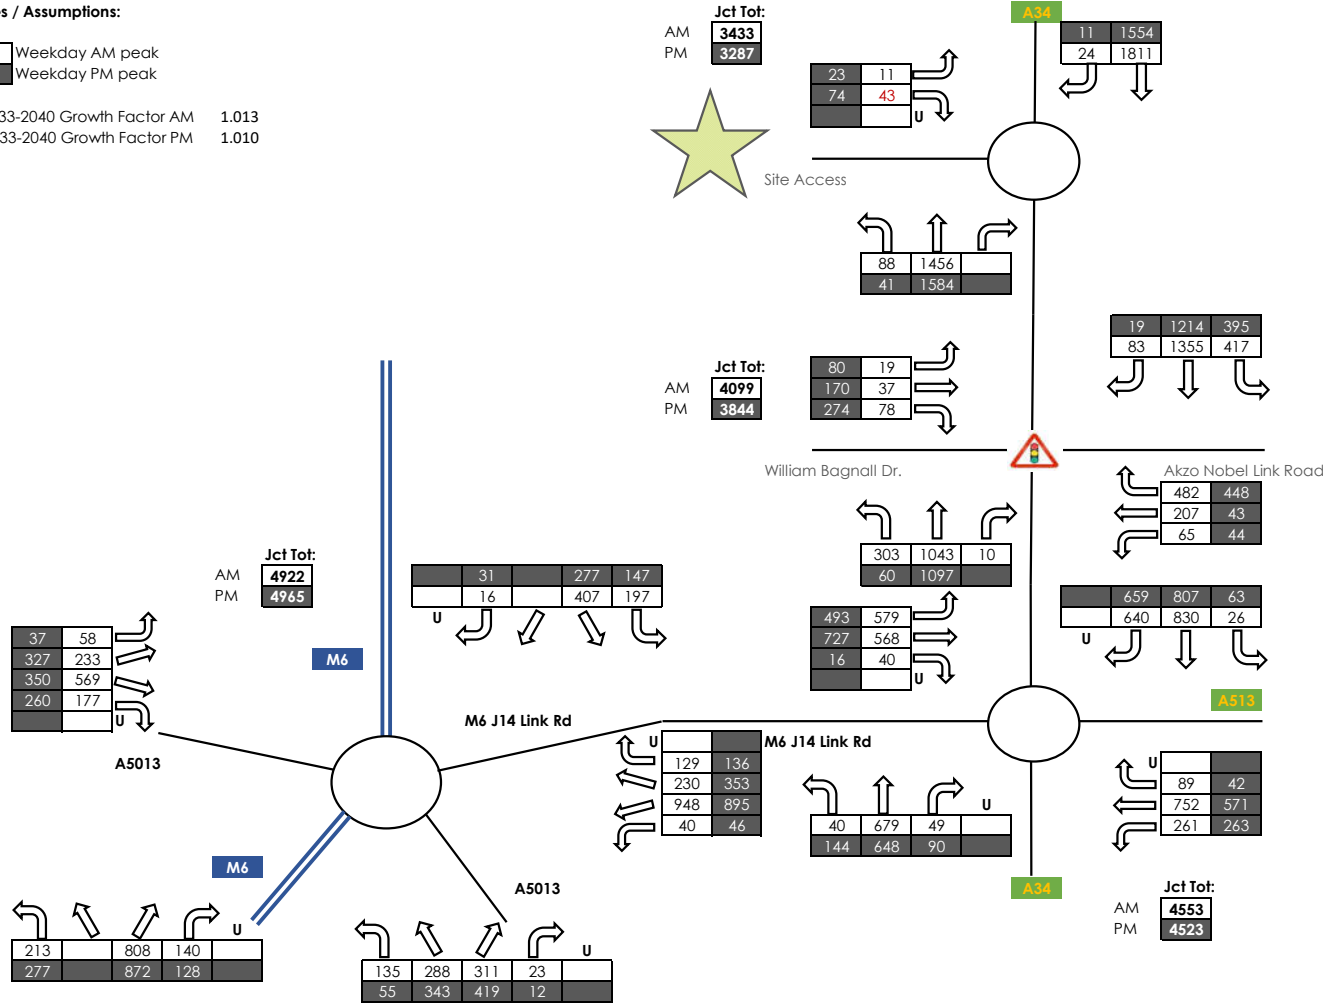 s / Assumptions:
Weekday AM peak
Weekday PM peak
33-2040 Growth Factor AM 1.013
33-2040 Growth Factor PM 1.010
Jct Tot:
AM 3433
PM 3287
A34
11 1554
24 1811
23 11
74 43
U
Site Access
88 1456
41 1584
19 1214 395
83 1355 417
Jct Tot:
AM 4099
PM 3844
80 19
170 37
274 78
William Bagnall Dr.
Akzo Nobel Link Road
482 448
207 43
65 44
303 1043 10
60 1097
Jct Tot:
AM 4922
PM 4965
31 277 147
16 407 197
U
493 579
727 568
16 40
U
659 807 63
640 830 26
U
37 58
327 233
350 569
260 177
U
M6
A513
M6 J14 Link Rd
A5013
U
129 136
230 353
948 895
40 46
M6 J14 Link Rd
U
40 679 49
144 648 90
U
89 42
752 571
261 263
M6
A5013
A34
Jct Tot:
AM 4553
PM 4523
U
213 808 140
277 872 128
U
135 288 311 23
55 343 419 12